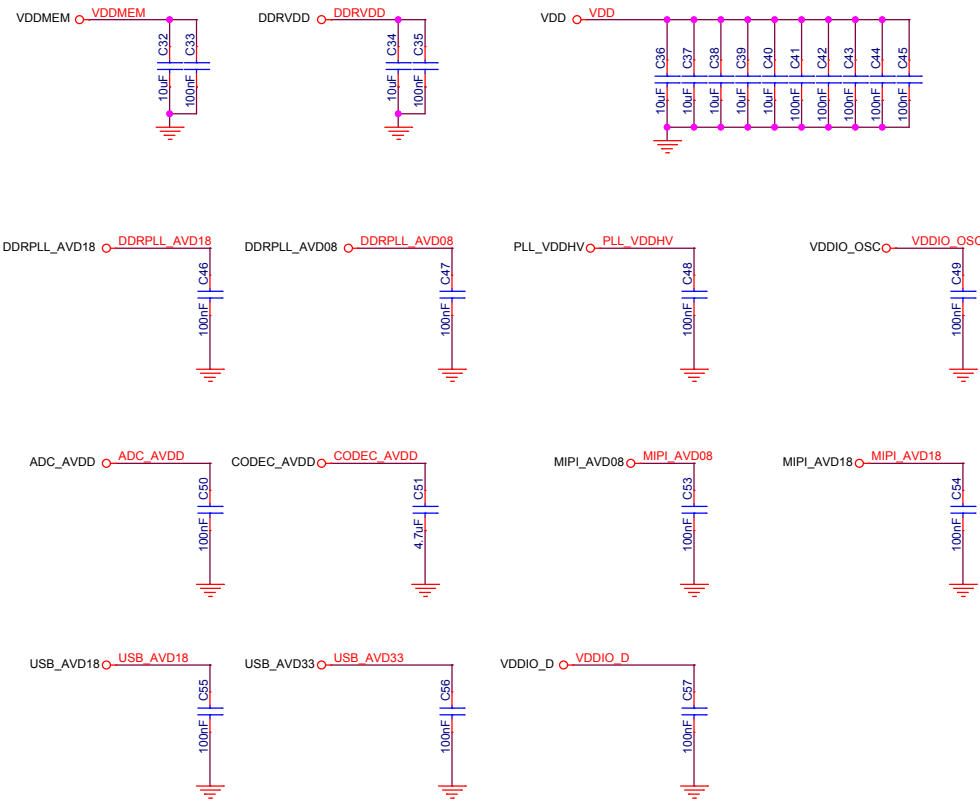 VDDMEM VDDMEM
C32 C33
10uF 100nF
DDRVDD DDRVDD
C34 C35
10uF 100nF
VDD VDD
C36 C37 C38 C39 C40 C41 C42 C43 C44 C45
10uF 10uF 10uF 10uF 10uF 100nF 100nF 100nF 100nF 100nF
DDRPLL_AVD18 DDRPLL_AVD18
C46
100nF
DDRPLL_AVD08 DDRPLL_AVD08
C47
100nF
PLL_VDDHV PLL_VDDHV
C48
100nF
VDDIO_OSC VDDIO_OSC
C49
100nF
ADC_AVDD ADC_AVDD
C50
100nF
CODEC_AVDD CODEC_AVDD
C51
4.7uF
MIPI_AVD08 MIPI_AVD08
C53
100nF
MIPI_AVD18 MIPI_AVD18
C54
100nF
USB_AVD18 USB_AVD18
C55
100nF
USB_AVD33 USB_AVD33
C56
100nF
VDDIO_D VDDIO_D
C57
100nF